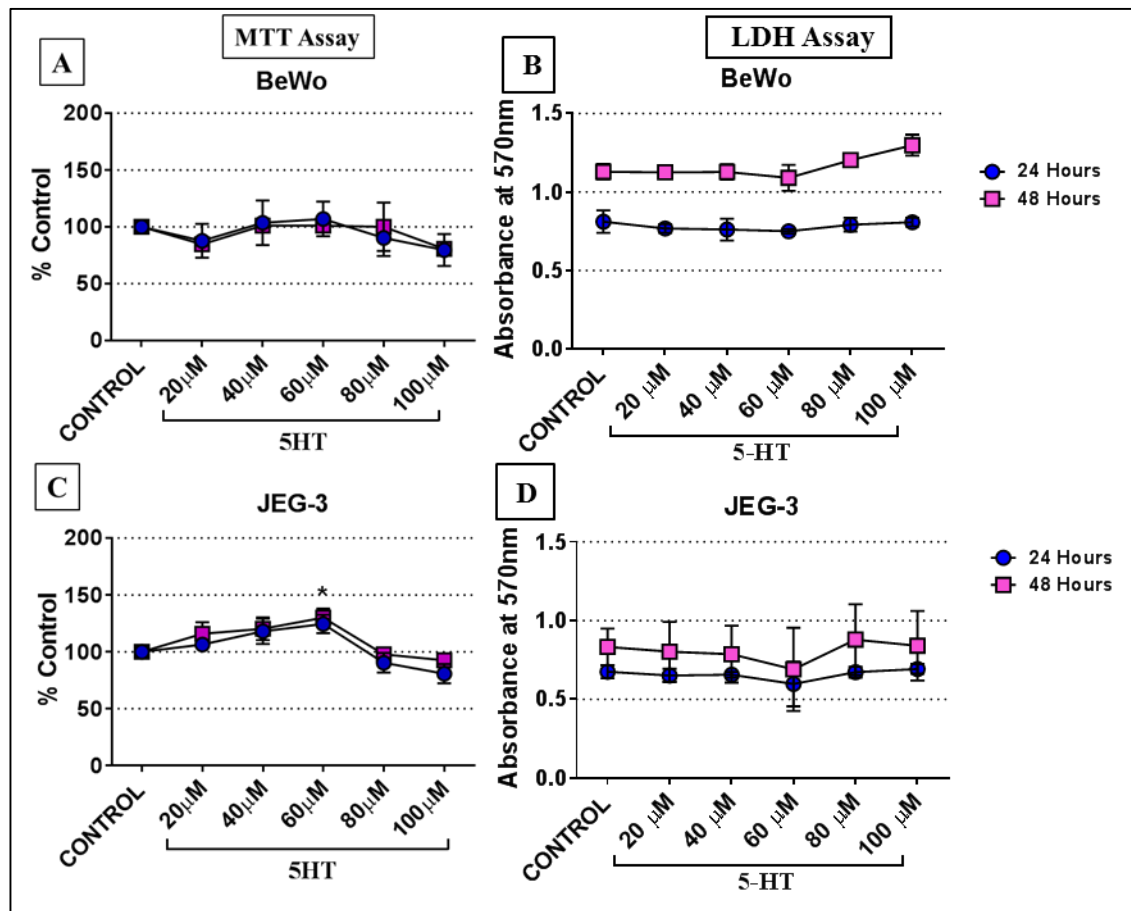 MTT Assay
LDH Assay
A
BeWo
% Control
200
150
100
50
0
CONTROL
20µM
40µM
60µM
80µM
100µM
5HT
B
BeWo
Absorbance at 570nm
1.5
1.0
0.5
0.0
CONTROL
20 µM
40 µM
60 µM
80 µM
100 µM
5-HT
24 Hours
48 Hours
C
JEG-3
% Control
200
150
100
50
0
*
CONTROL
20µM
40µM
60µM
80µM
100µM
5HT
D
JEG-3
Absorbance at 570nm
1.5
1.0
0.5
0.0
CONTROL
20 µM
40 µM
60 µM
80 µM
100 µM
5-HT
24 Hours
48 Hours